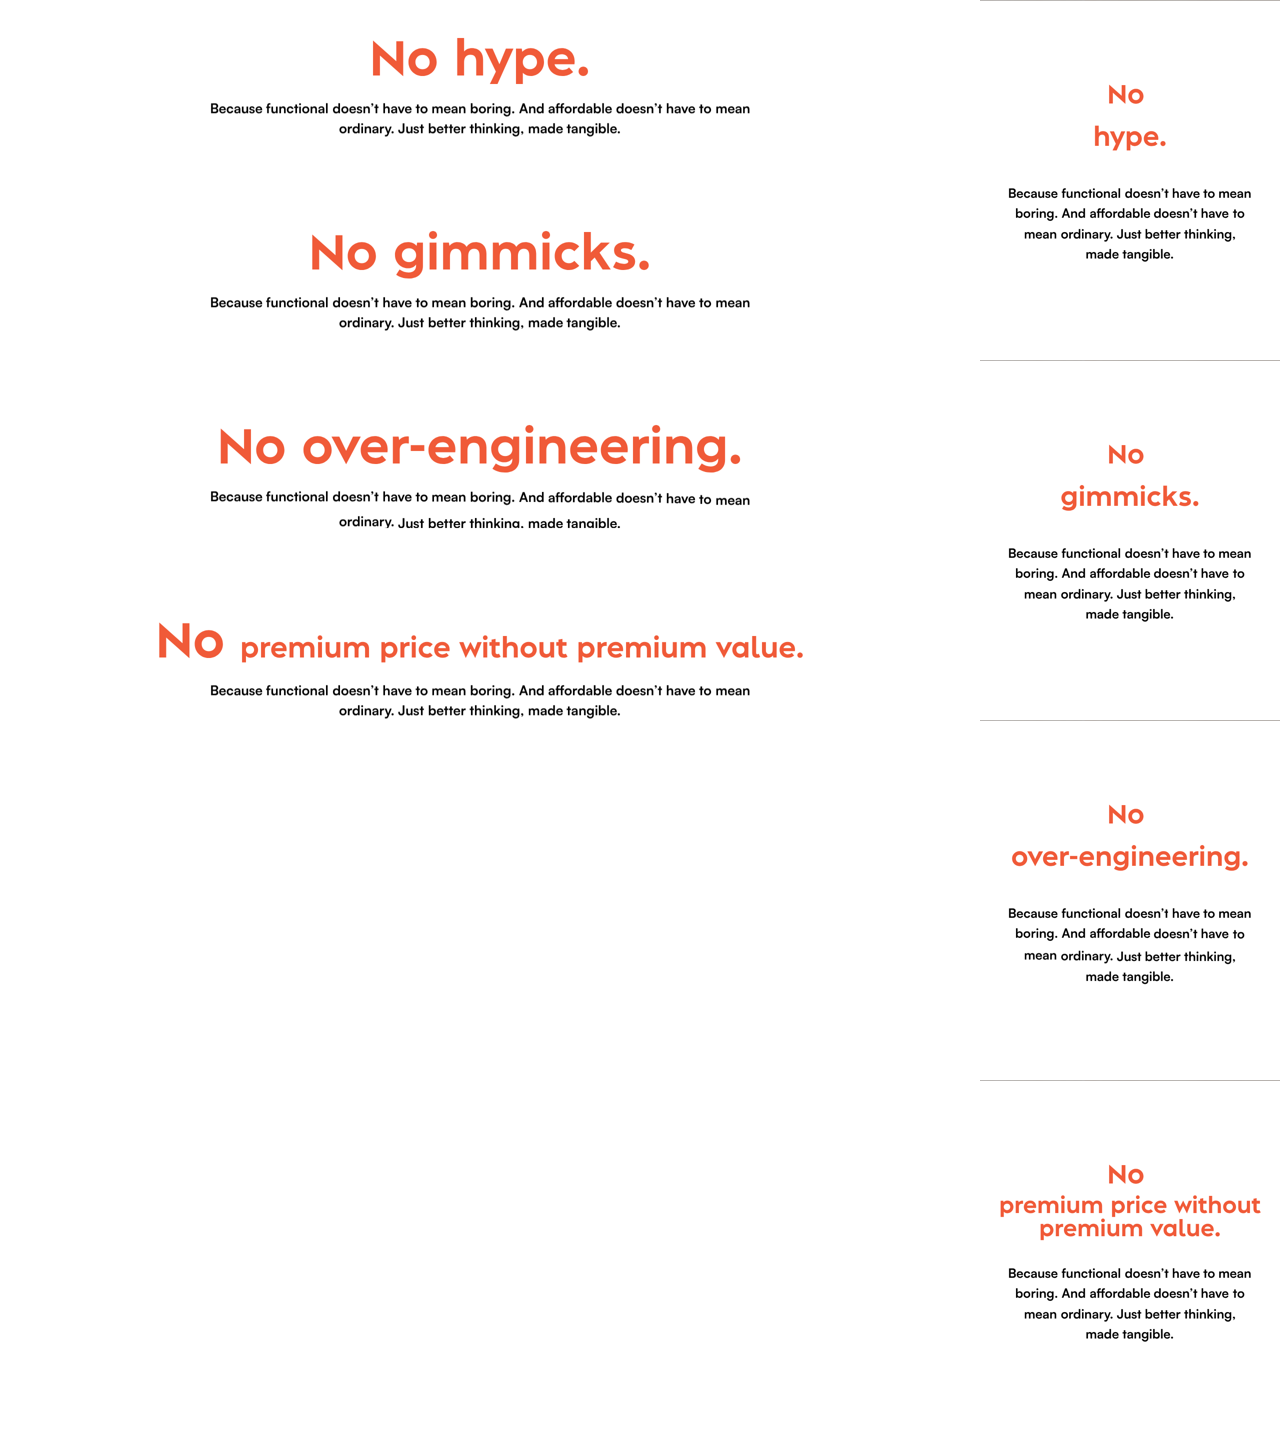 No hype.
Because functional doesn’t have to mean boring. And affordable doesn’t have to mean
ordinary. Just better thinking, made tangible.
No gimmicks.
Because functional doesn’t have to mean boring. And affordable doesn’t have to mean
ordinary. Just better thinking, made tangible.
No over-engineering.
Because functional doesn’t have to mean boring. And affordable doesn’t have to mean
ordinary. Just better thinking, made tangible.
No premium price without premium value.
Because functional doesn’t have to mean boring. And affordable doesn’t have to mean
ordinary. Just better thinking, made tangible.
No
hype.
Because functional doesn’t have to mean
boring. And affordable doesn’t have to
mean ordinary. Just better thinking,
made tangible.
No
gimmicks.
Because functional doesn’t have to mean
boring. And affordable doesn’t have to
mean ordinary. Just better thinking,
made tangible.
No
over-engineering.
Because functional doesn’t have to mean
boring. And affordable doesn’t have to
mean ordinary. Just better thinking,
made tangible.
No
premium price without
premium value.
Because functional doesn’t have to mean
boring. And affordable doesn’t have to
mean ordinary. Just better thinking,
made tangible.